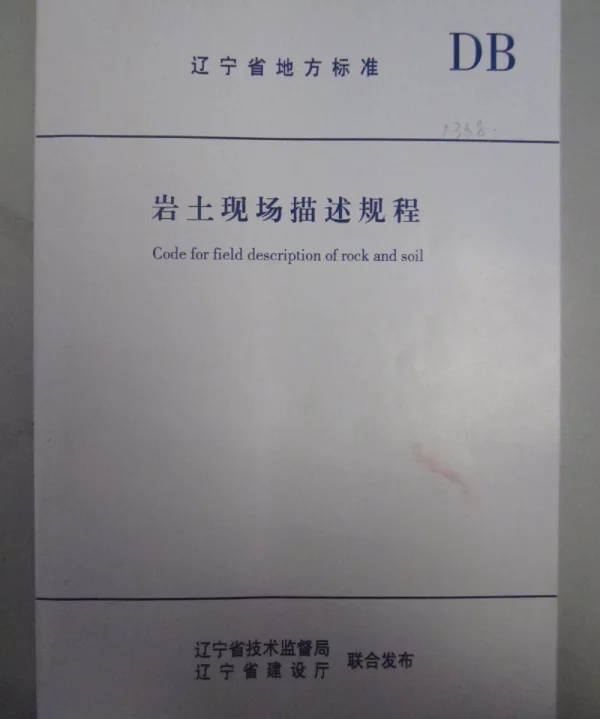 辽宁省地方标准
DB
岩土现场描述规程
Code for field description of rock and soil
辽宁省技术监督局
辽宁省建设厅
联合发布